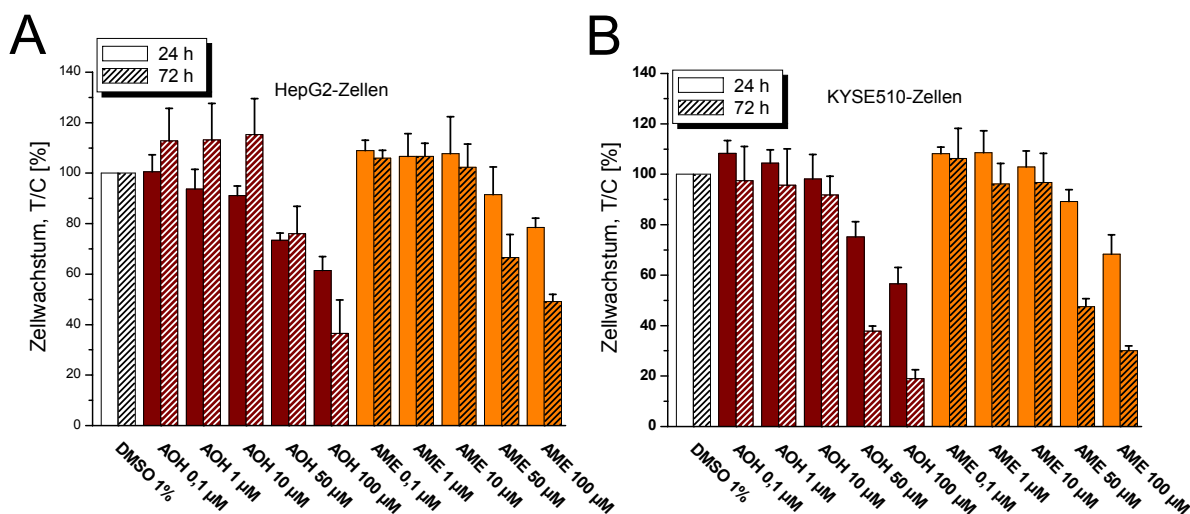 A
24 h
72 h
HepG2-Zellen
Zellwachstum, T/C [%]
140
120
100
80
60
40
20
0
DMSO 1%
AOH 0,1 µM
AOH 1 µM
AOH 10 µM
AOH 50 µM
AOH 100 µM
AME 0,1 µM
AME 1 µM
AME 10 µM
AME 50 µM
AME 100 µM
B
24 h
72 h
KYSE510-Zellen
Zellwachstum, T/C [%]
140
120
100
80
60
40
20
0
DMSO 1%
AOH 0,1 µM
AOH 1 µM
AOH 10 µM
AOH 50 µM
AOH 100 µM
AME 0,1 µM
AME 1 µM
AME 10 µM
AME 50 µM
AME 100 µM